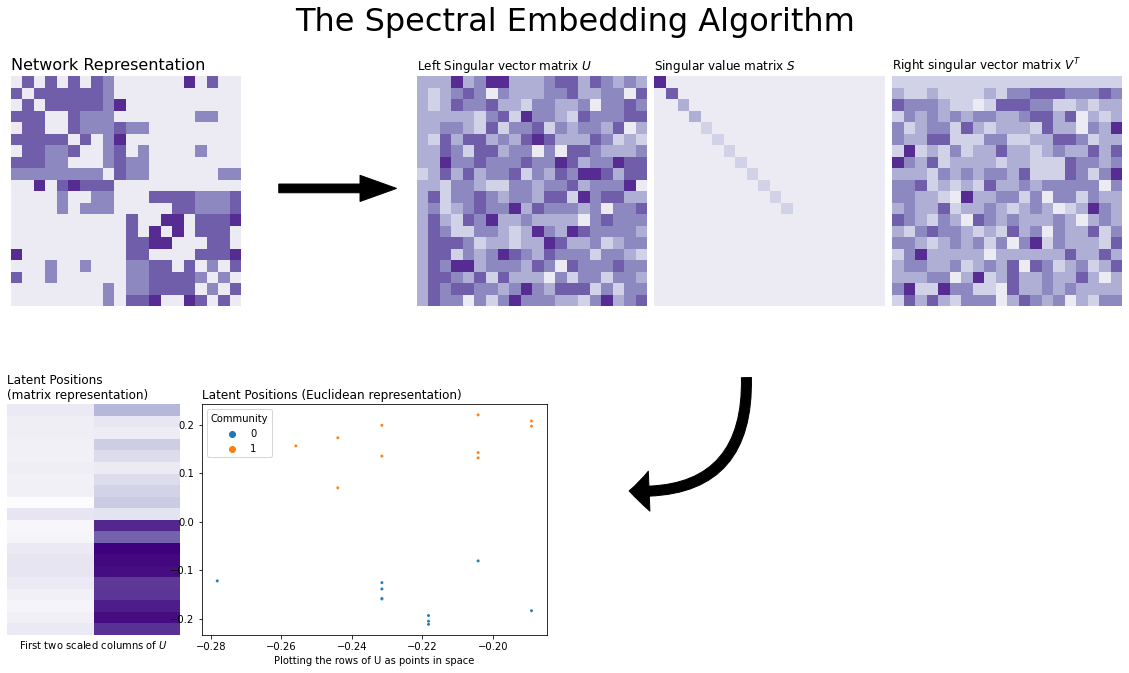 The Spectral Embedding Algorithm
Network Representation
Left Singular vector matrix U
Singular value matrix S
Right singular vector matrix V^T
Latent Positions
(matrix representation)
First two scaled columns of U
Latent Positions (Euclidean representation)
Community
0
1
0.2
0.1
0.0
−0.1
−0.2
−0.28
−0.26
−0.24
−0.22
−0.20
Plotting the rows of U as points in space